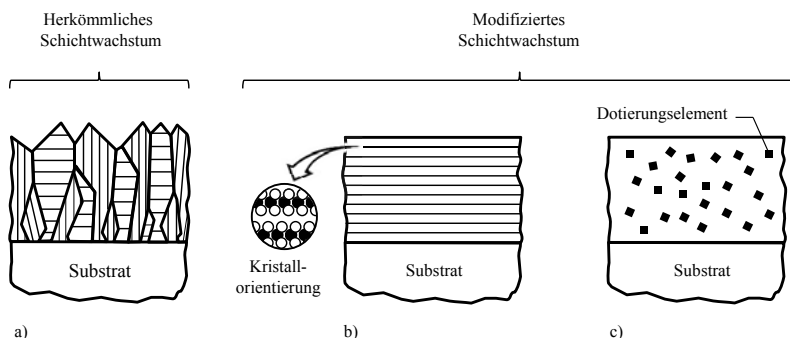 Herkömmliches
Schichtwachstum
Modifiziertes
Schichtwachstum
Dotierungselement
Substrat
Kristall-
orientierung
Substrat
Substrat
a)
b)
c)